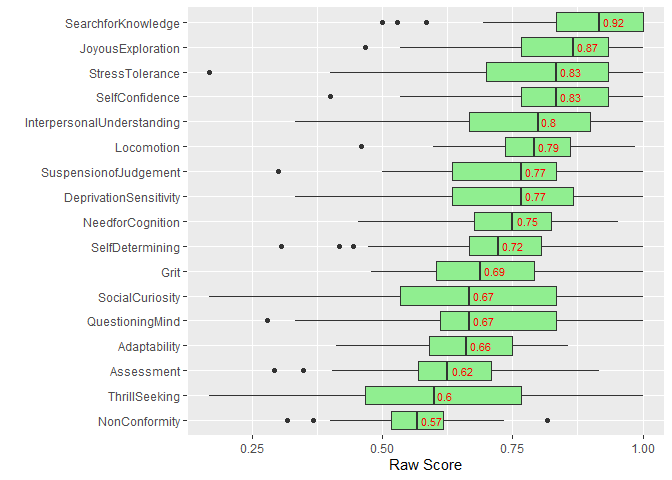 SearchforKnowledge 0.92
JoyousExploration 0.87
StressTolerance 0.83
SelfConfidence 0.83
InterpersonalUnderstanding 0.8
Locomotion 0.79
SuspensionofJudgement 0.77
DeprivationSensitivity 0.77
NeedforCognition 0.75
SelfDetermining 0.72
Grit 0.69
SocialCuriosity 0.67
QuestioningMind 0.67
Adaptability 0.66
Assessment 0.62
ThrillSeeking 0.6
NonConformity 0.57
0.25 0.50 0.75 1.00
Raw Score